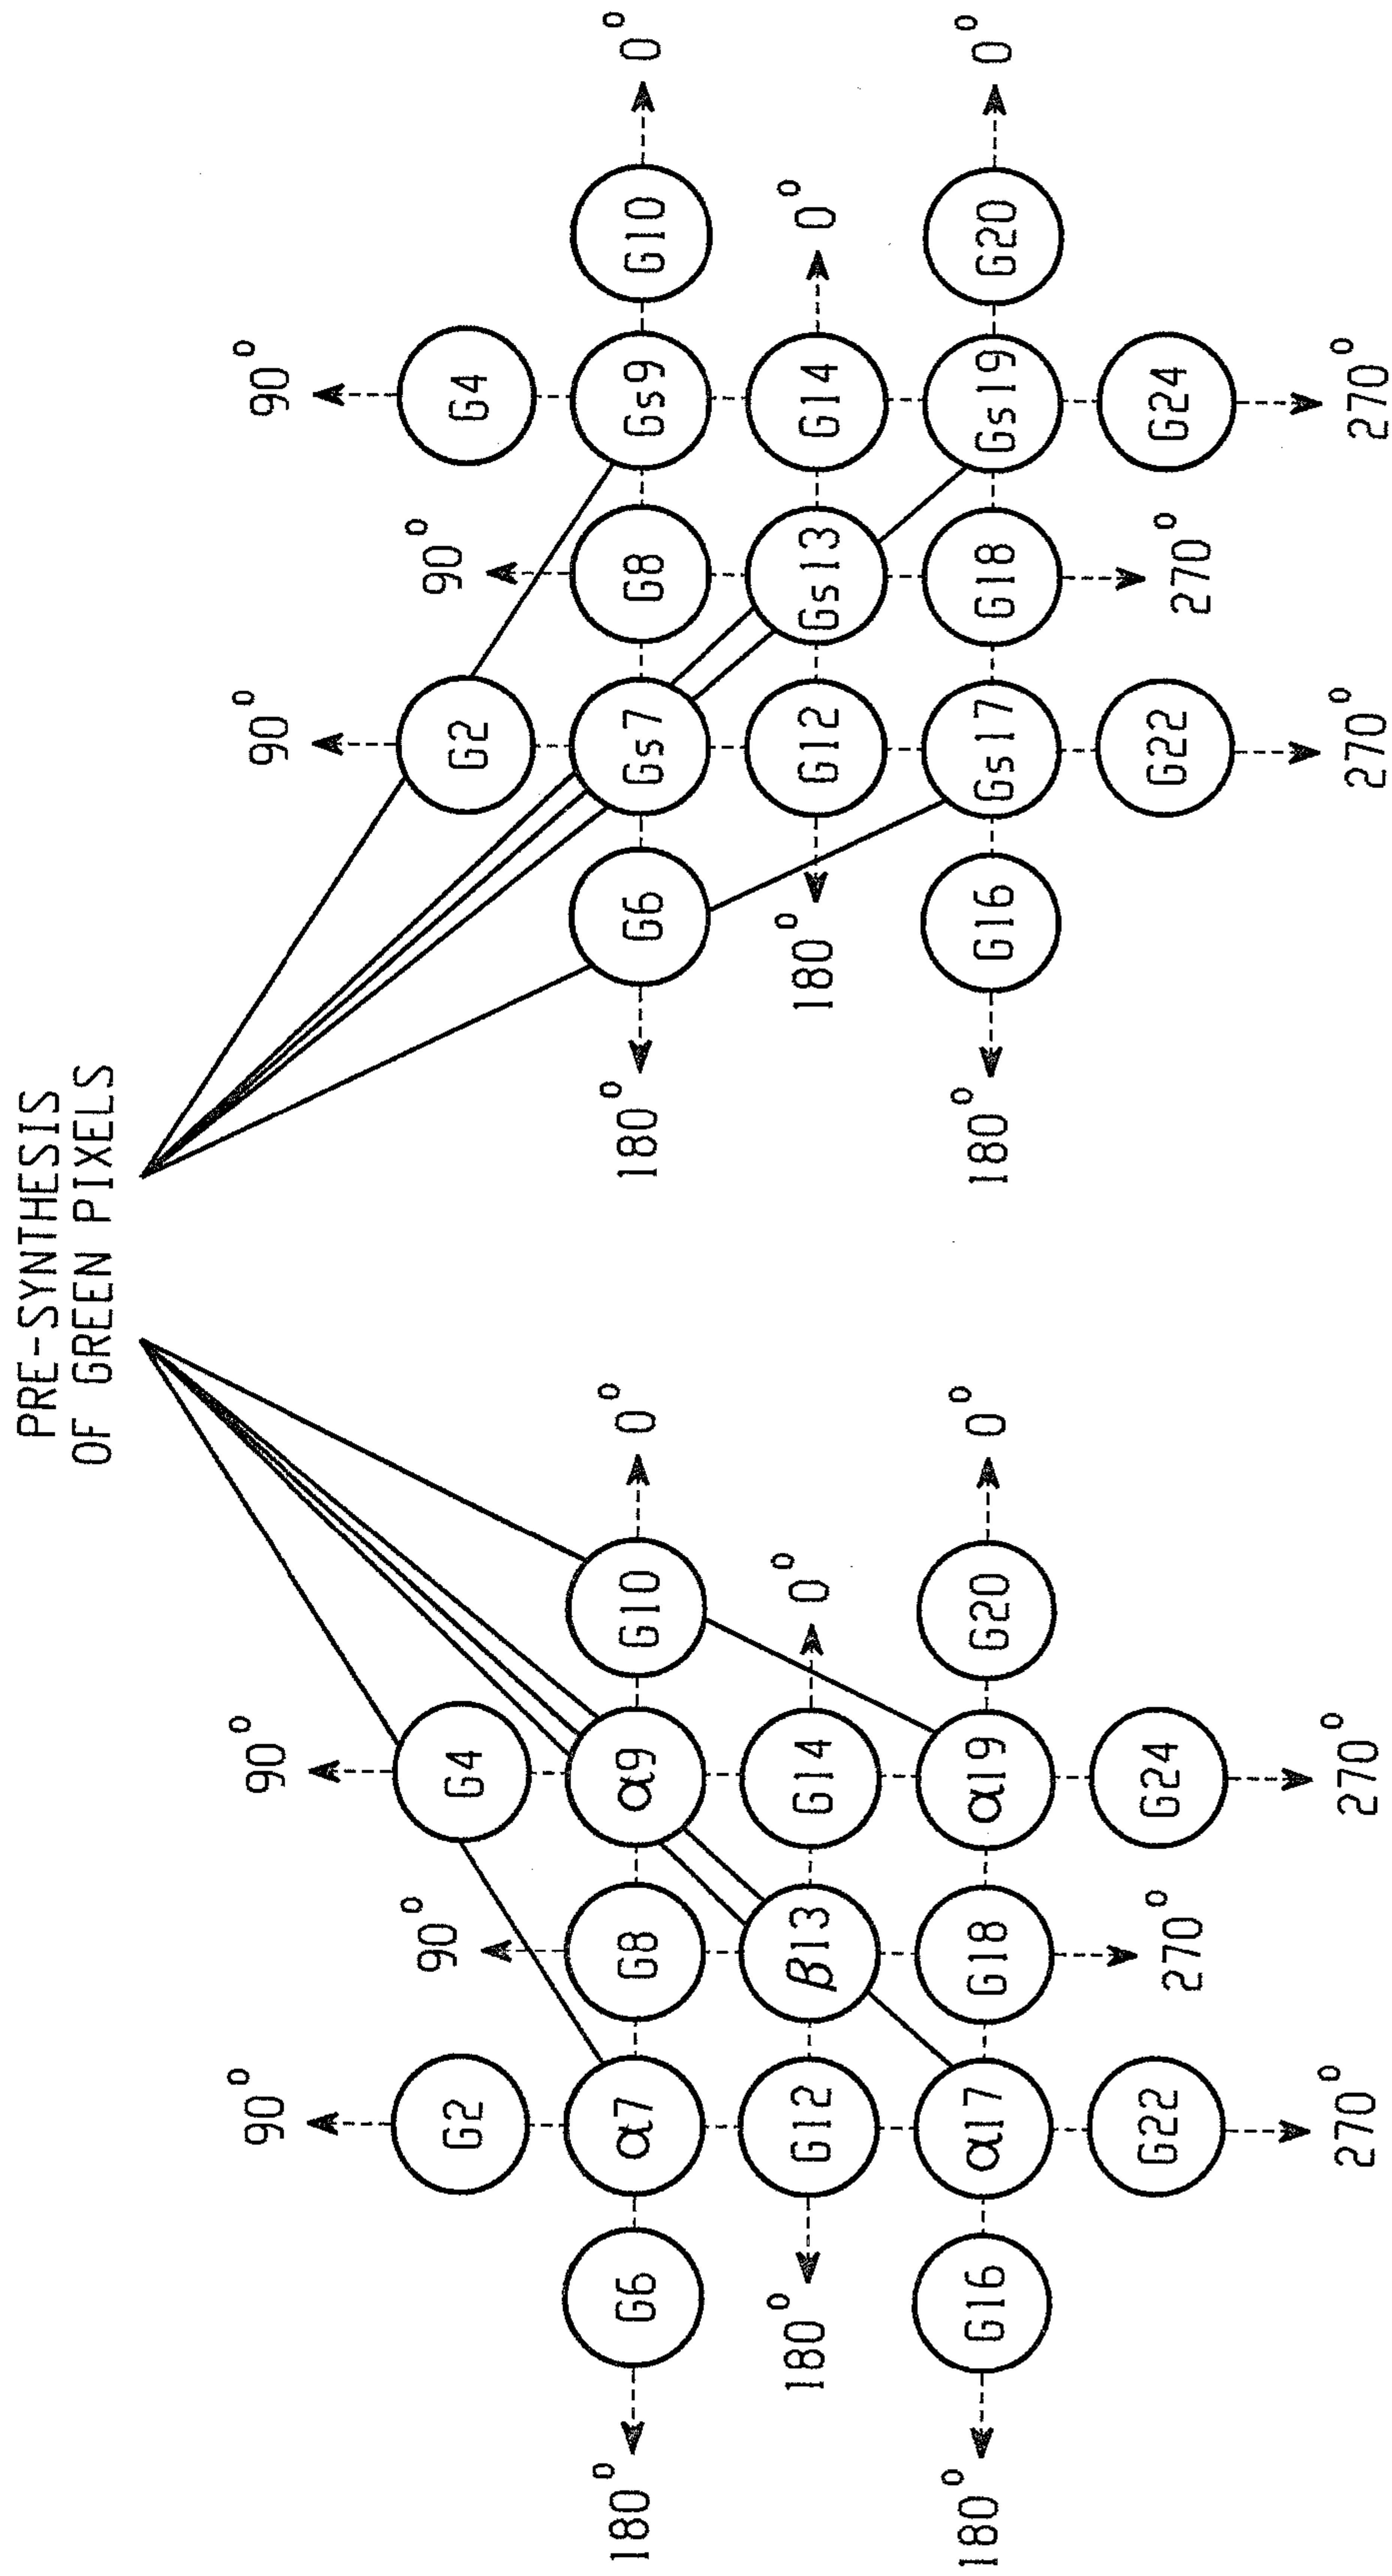 PRE-SYNTHESIS
OF GREEN PIXELS
90° 90°
90°
G2 G4
180° G6 α7 G8 α9 G10 0°
180° G12 β13 G14 0°
180° G16 α17 G18 α19 G20 0°
G22 G24
270°
270° 270°
90° 90°
90°
G2 G4
180° G6 Gs7 G8 Gs9 G10 0°
180° G12 Gs13 G14 0°
180° G16 Gs17 G18 Gs19 G20 0°
G22 G24
270°
270° 270°